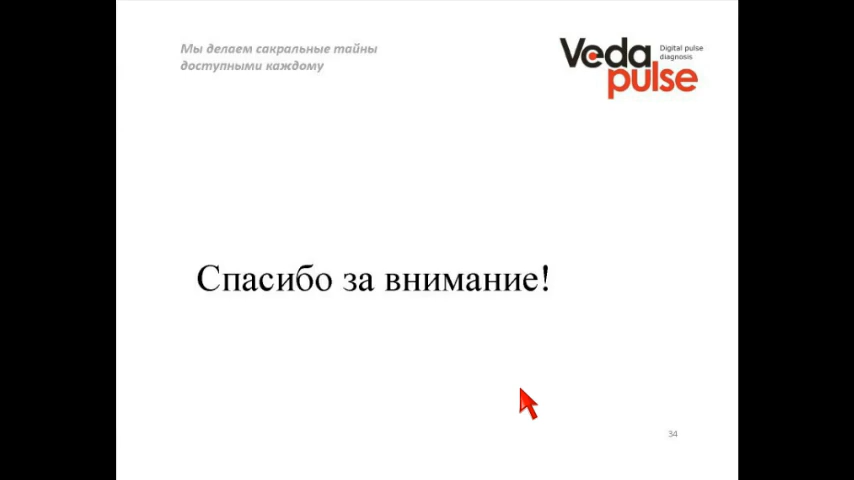 Мы делаем сакральные тайны
доступными каждому
Veda
pulse
Digital pulse
diagnosis
Спасибо за внимание!
34